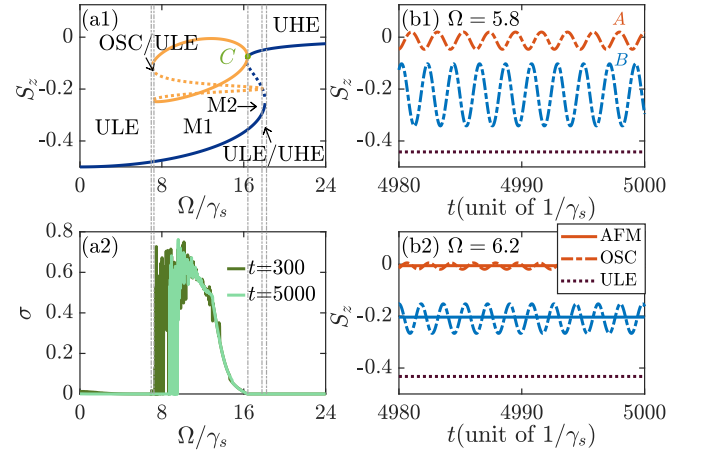 (a1)
UHE
OSC/ULE
C
M2→
M1
ULE
ULE/UHE
S_z
0
-0.2
-0.4
0 8 16 24
Ω/γ_s
(b1) Ω = 5.8
A
B
S_z
0
-0.2
-0.4
4980 4990 5000
t(unit of 1/γ_s)
(a2)
t=300
t=5000
σ
0.8
0.6
0.4
0.2
0
0 8 16 24
Ω/γ_s
(b2) Ω = 6.2
AFM
OSC
ULE
S_z
0
-0.2
-0.4
4980 4990 5000
t(unit of 1/γ_s)